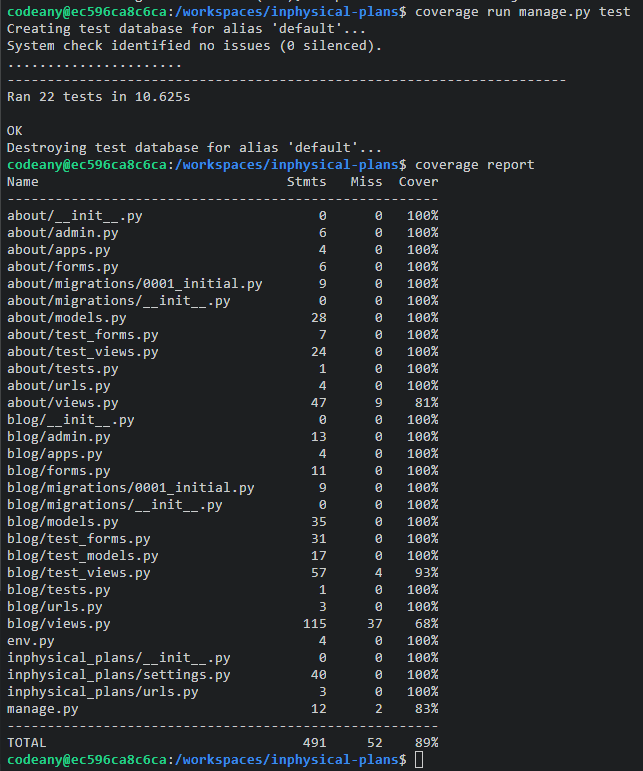 codeany@ec596ca8c6ca:/workspaces/inphysical-plans$ coverage run manage.py test
Creating test database for alias 'default'...
System check identified no issues (0 silenced).
......................
----------------------------------------------------------------------
Ran 22 tests in 10.625s
OK
Destroying test database for alias 'default'...
codeany@ec596ca8c6ca:/workspaces/inphysical-plans$ coverage report
Name                               Stmts   Miss  Cover
------------------------------------------------------
about/__init__.py                      0      0   100%
about/admin.py                         6      0   100%
about/apps.py                          4      0   100%
about/forms.py                         6      0   100%
about/migrations/0001_initial.py       9      0   100%
about/migrations/__init__.py           0      0   100%
about/models.py                       28      0   100%
about/test_forms.py                    7      0   100%
about/test_views.py                   24      0   100%
about/tests.py                         1      0   100%
about/urls.py                          4      0   100%
about/views.py                        47      9    81%
blog/__init__.py                       0      0   100%
blog/admin.py                         13      0   100%
blog/apps.py                           4      0   100%
blog/forms.py                         11      0   100%
blog/migrations/0001_initial.py        9      0   100%
blog/migrations/__init__.py            0      0   100%
blog/models.py                        35      0   100%
blog/test_forms.py                    31      0   100%
blog/test_models.py                   17      0   100%
blog/test_views.py                    57      4    93%
blog/tests.py                          1      0   100%
blog/urls.py                           3      0   100%
blog/views.py                        115     37    68%
env.py                                 4      0   100%
inphysical_plans/__init__.py           0      0   100%
inphysical_plans/settings.py          40      0   100%
inphysical_plans/urls.py               3      0   100%
manage.py                             12      2    83%
------------------------------------------------------
TOTAL                                491     52    89%
codeany@ec596ca8c6ca:/workspaces/inphysical-plans$